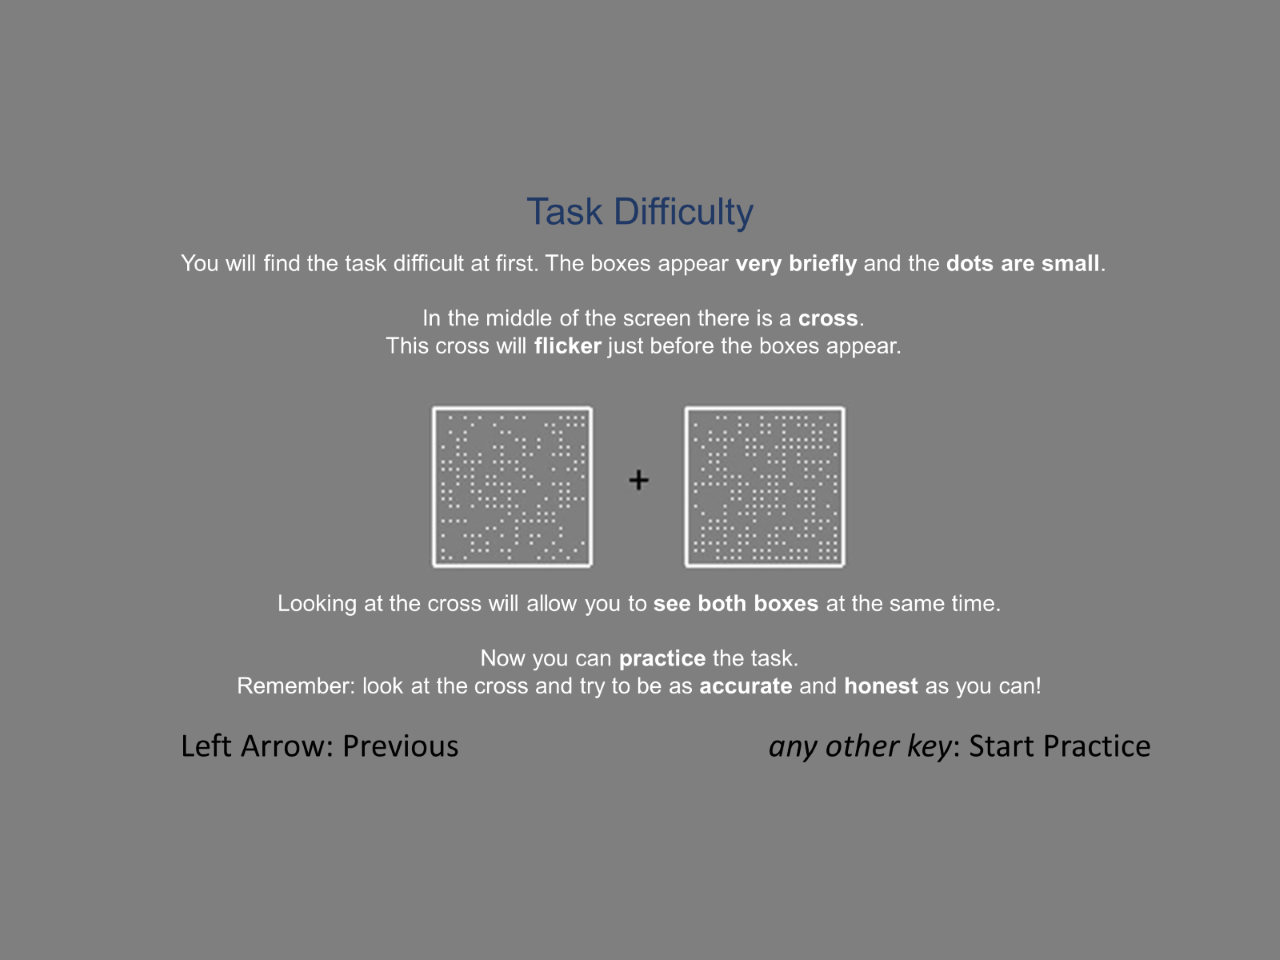 Task Difficulty
You will find the task difficult at first. The boxes appear very briefly and the dots are small.
In the middle of the screen there is a cross.
This cross will flicker just before the boxes appear.
+
Looking at the cross will allow you to see both boxes at the same time.
Now you can practice the task.
Remember: look at the cross and try to be as accurate and honest as you can!
Left Arrow: Previous
any other key: Start Practice